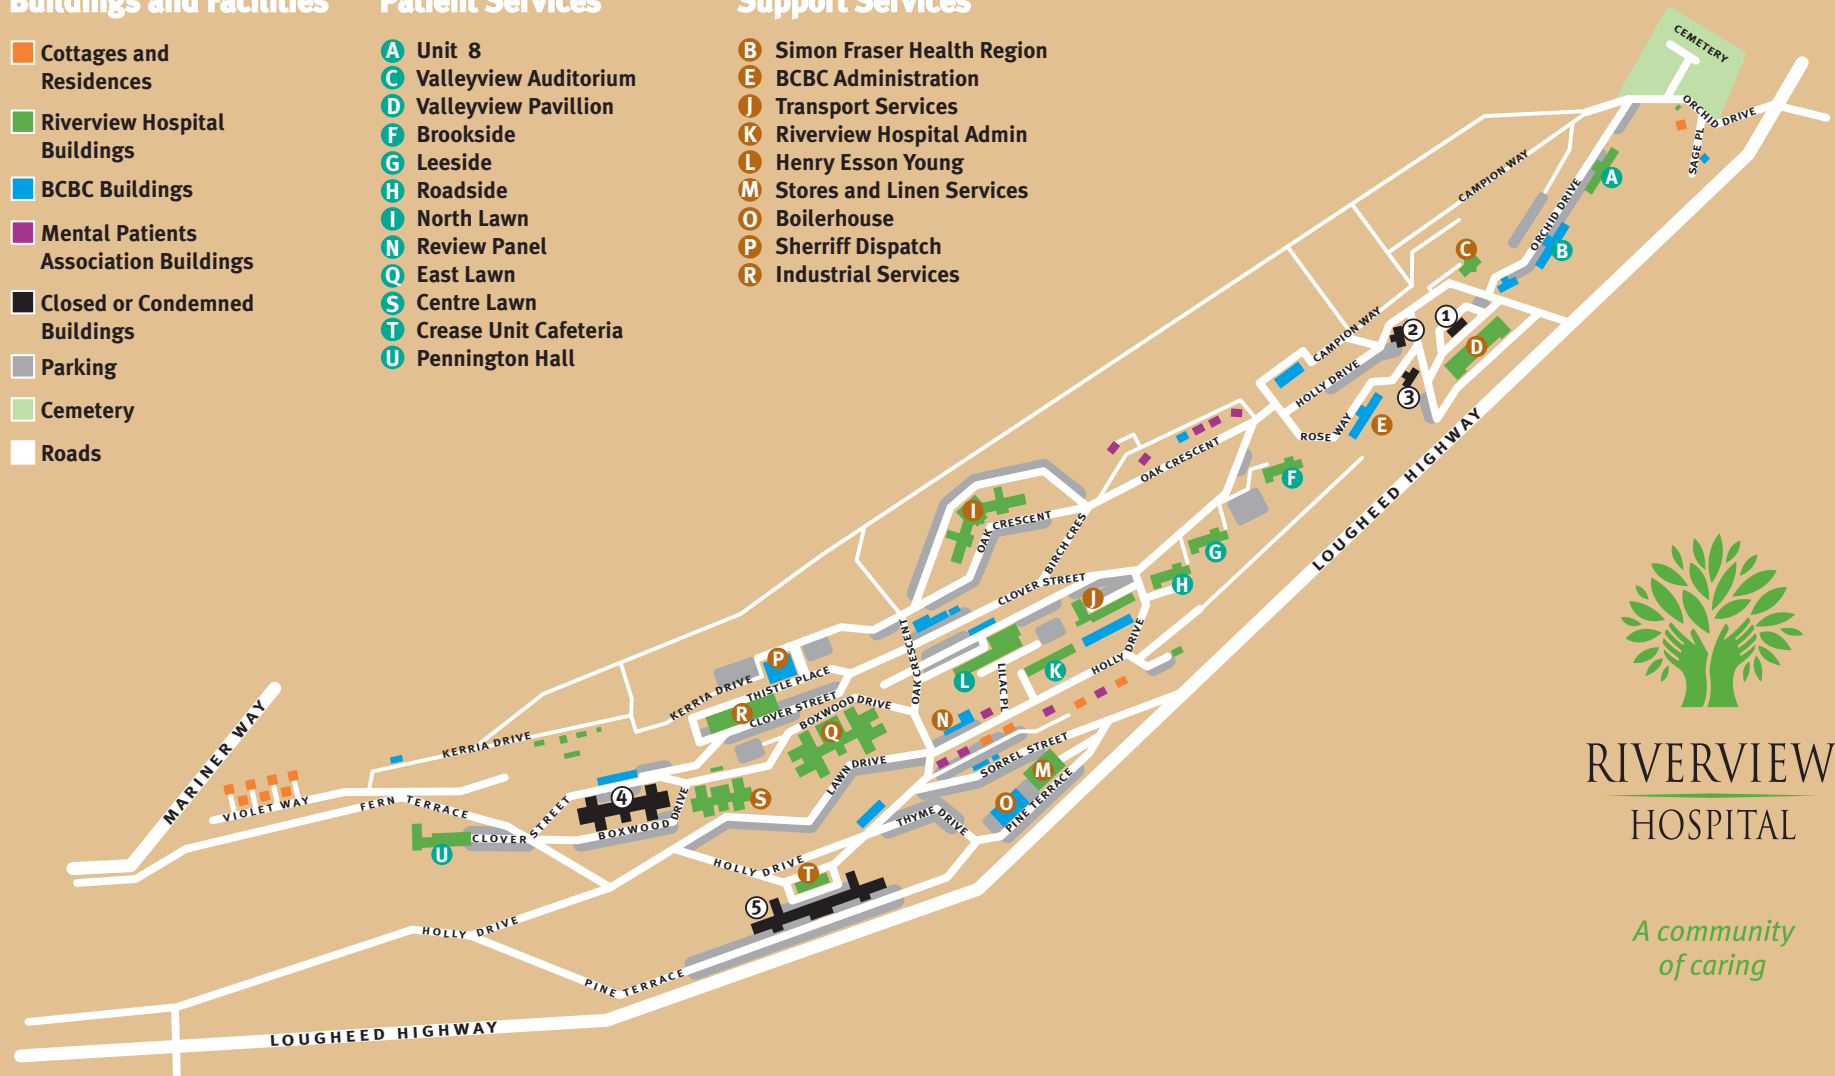 Buildings and Facilities
Cottages and
Residences
Riverview Hospital
Buildings
BCBC Buildings
Mental Patients
Association Buildings
Closed or Condemned
Buildings
Parking
Cemetery
Roads
Patient Services
A Unit 8
C Valleyview Auditorium
D Valleyview Pavillion
F Brookside
G Leeside
H Roadside
I North Lawn
N Review Panel
Q East Lawn
S Centre Lawn
T Crease Unit Cafeteria
U Pennington Hall
Support Services
B Simon Fraser Health Region
E BCBC Administration
J Transport Services
K Riverview Hospital Admin
L Henry Esson Young
M Stores and Linen Services
O Boilerhouse
P Sherriff Dispatch
R Industrial Services
CEMETERY
ORCHID DRIVE
SAGE PL
CAMPION WAY
A
ORCHID DRIVE
B
C
1
2
D
CAMPION WAY
HOLLY DRIVE
3
E
ROSE WAY
LOUGHEED HIGHWAY
OAK CRESCENT
F
I
OAK CRESCENT
BIRCH CRES
G
H
CLOVER STREET
J
OAK CRESCENT
HOLLY DRIVE
K
L
LILAC PL
P
KERRIA DRIVE
THISTLE PLACE
R
CLOVER STREET
BOXWOOD DRIVE
Q
N
LAWN DRIVE
SORREL STREET
M
O
PINE TERRACE
THYME DRIVE
KERRIA DRIVE
MARINER WAY
VIOLET WAY
FERN TERRACE
4
S
BOXWOOD DRIVE
CLOVER STREET
U
HOLLY DRIVE
T
5
HOLLY DRIVE
PINE TERRACE
LOUGHEED HIGHWAY
RIVERVIEW
HOSPITAL
A community
of caring